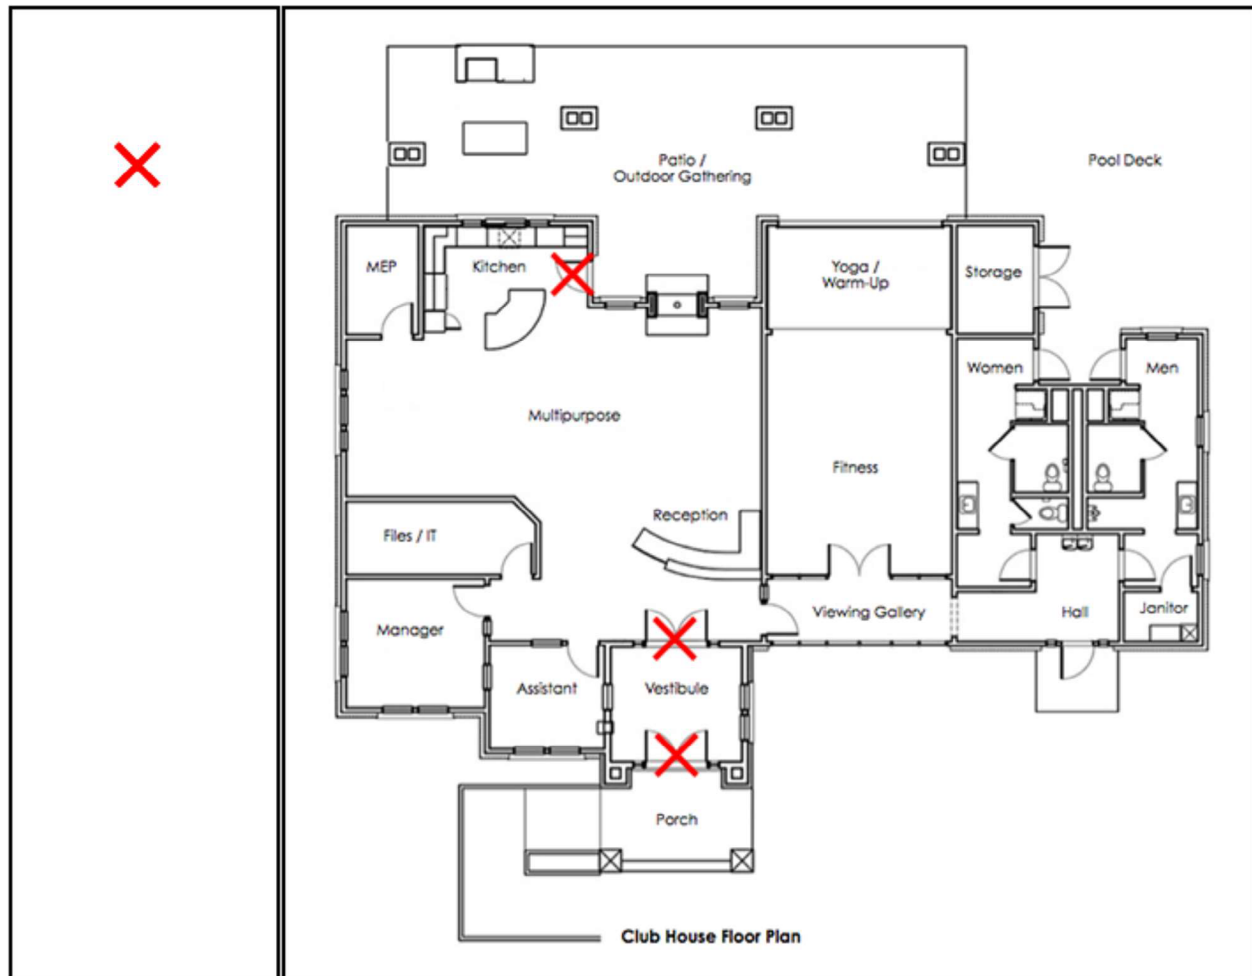 Patio /
Outdoor Gathering
Pool Deck
MEP
Kitchen
Yoga /
Warm-Up
Storage
Women
Men
Multipurpose
Fitness
Reception
Files / IT
Manager
Viewing Gallery
Hall
Janitor
Assistant
Vestibule
Porch
Club House Floor Plan